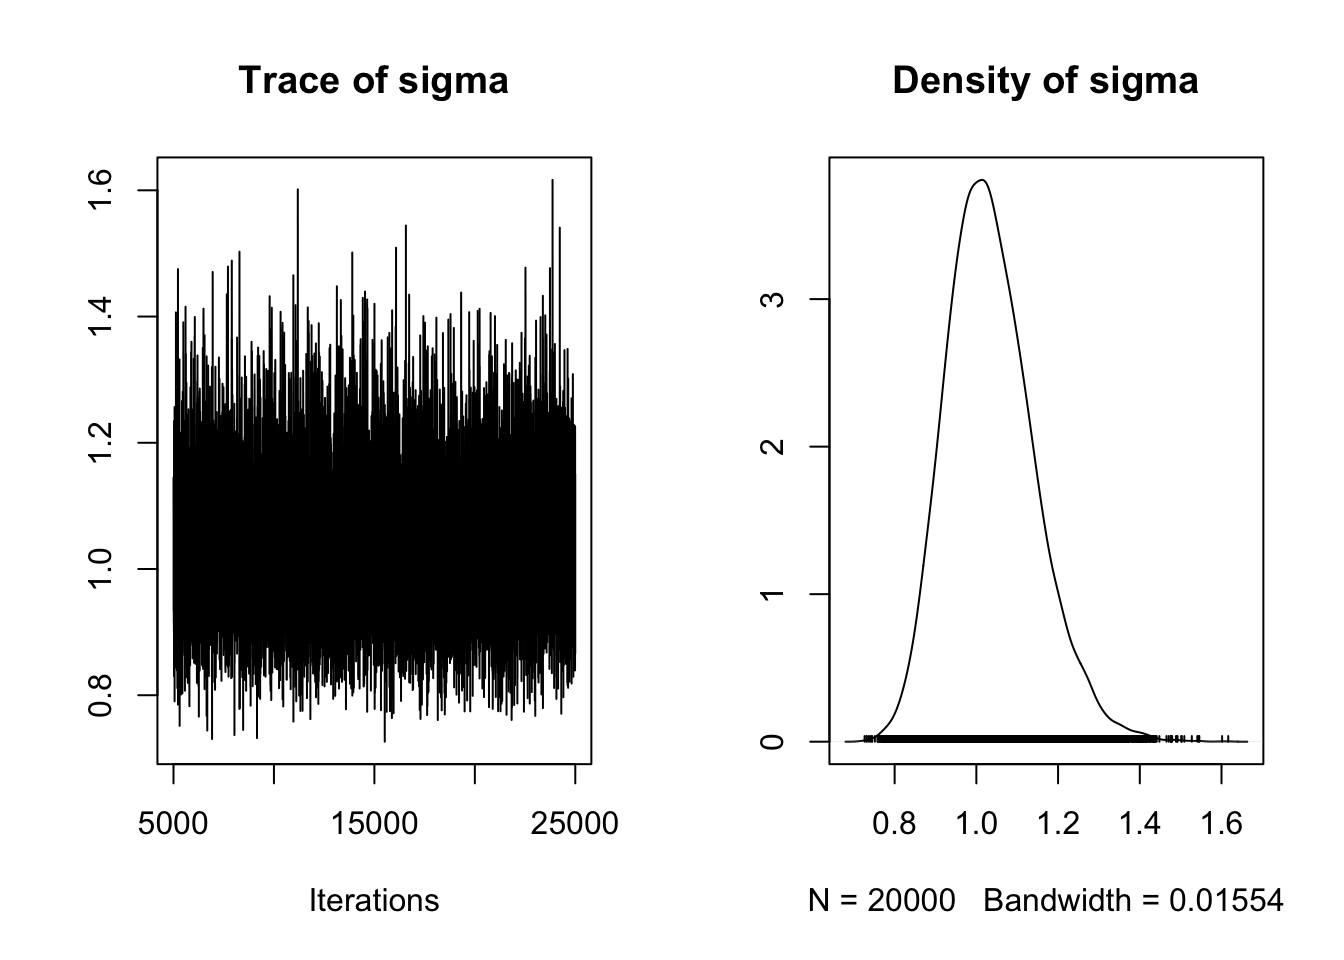 Trace of sigma
1.6
1.4
1.2
1.0
0.8
5000 15000 25000
Iterations
Density of sigma
3
2
1
0
0.8 1.0 1.2 1.4 1.6
N = 20000 Bandwidth = 0.01554